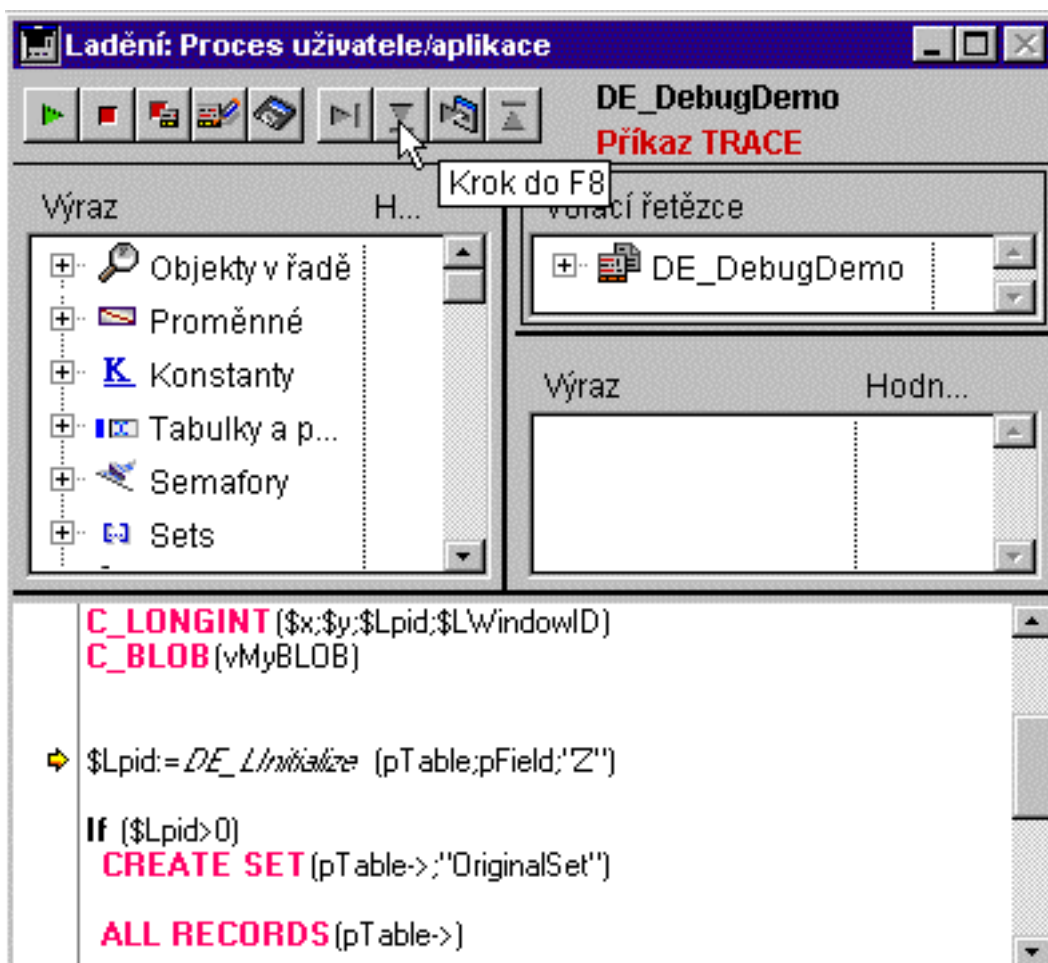 Ladění: Proces uživatele/aplikace
DE_DebugDemo
Příkaz TRACE
Krok do F8
Výraz H...
Objekty v řadě
Proměnné
K Konstanty
Tabulky a p...
Semafory
Sets
Volací řetězce
DE_DebugDemo
Výraz Hodn...
C_LONGINT($x;$y;$Lpid;$LWindowID)
C_BLOB(vMyBLOB)
$Lpid:=DE_LInitialize (pTable;pField;"Z")
If ($Lpid>0)
CREATE SET(pTable->;"OriginalSet")
ALL RECORDS(pTable->)